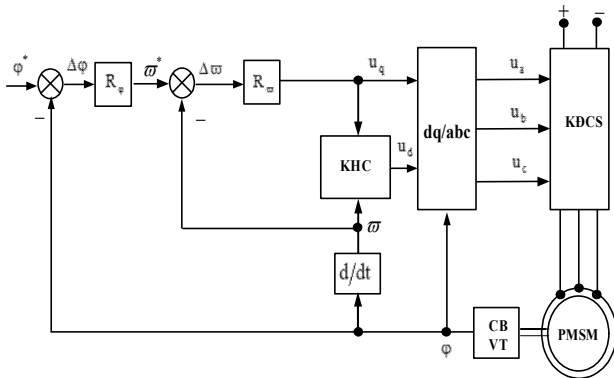 + −
φ* Δφ R_φ ϖ* Δϖ R_ϖ u_q
−
−
u_a
u_b
u_c
u_d
dq/abc
KĐCS
KHC
ϖ
d/dt
φ
CB
VT
PMSM